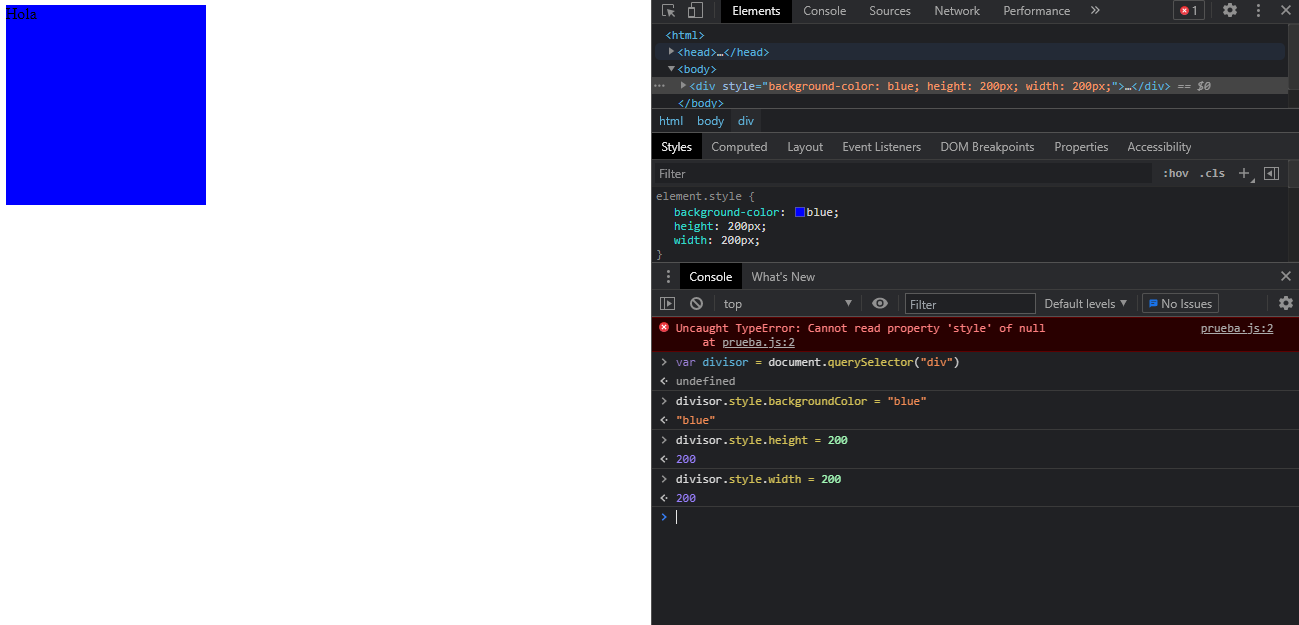 Hola
Elements Console Sources Network Performance » 1
<html>
<head>…</head>
<body>
<div style="background-color: blue; height: 200px; width: 200px;">…</div> == $0
</body>
html body div
Styles Computed Layout Event Listeners DOM Breakpoints Properties Accessibility
Filter :hov .cls +
element.style {
background-color: blue;
height: 200px;
width: 200px;
}
Console What's New
top Filter Default levels No Issues
Uncaught TypeError: Cannot read property 'style' of null prueba.js:2
at prueba.js:2
> var divisor = document.querySelector("div")
undefined
> divisor.style.backgroundColor = "blue"
"blue"
> divisor.style.height = 200
200
> divisor.style.width = 200
200
>